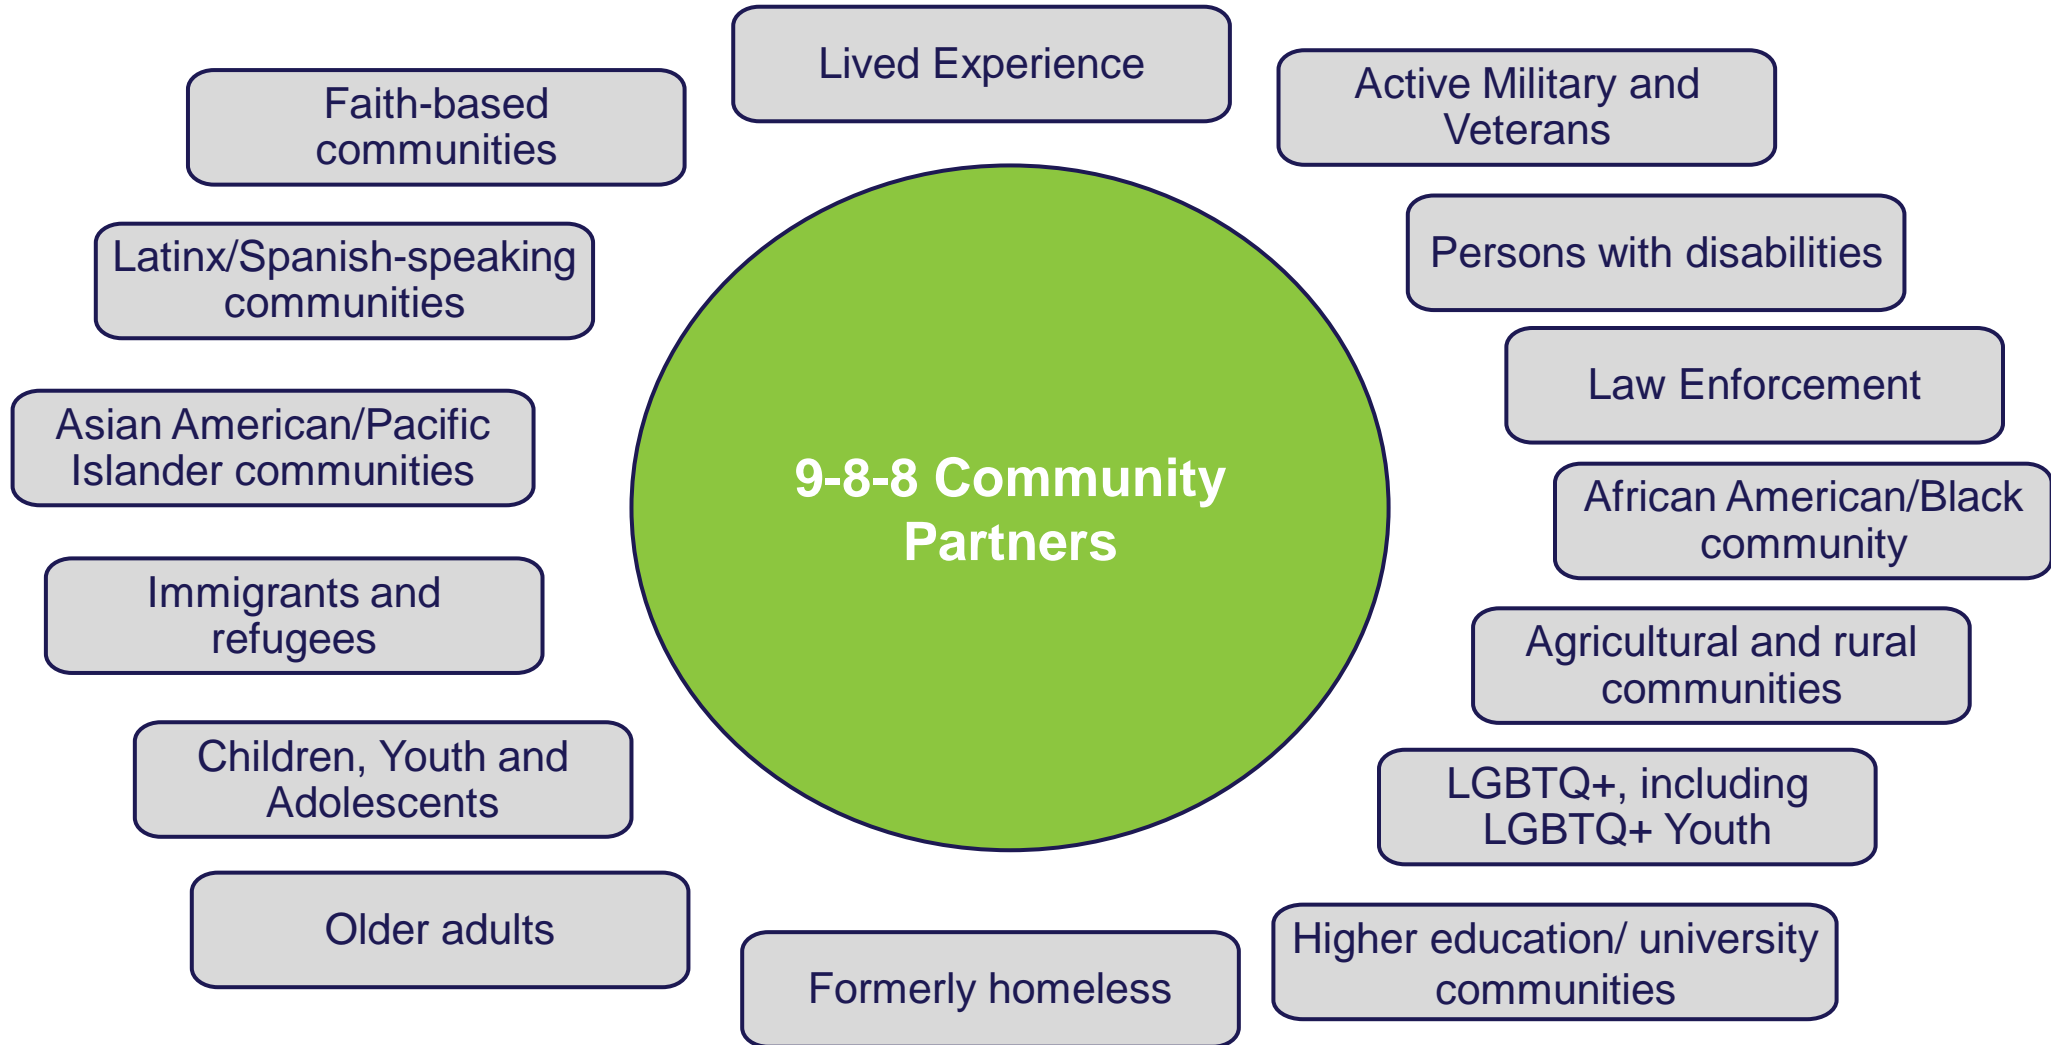 Lived Experience
Active Military and
Veterans
Persons with disabilities
Law Enforcement
African American/Black
community
Agricultural and rural
communities
LGBTQ+, including
LGBTQ+ Youth
Higher education/ university
communities
Formerly homeless
Older adults
Children, Youth and
Adolescents
Immigrants and
refugees
Asian American/Pacific
Islander communities
Latinx/Spanish-speaking
communities
Faith-based
communities
9-8-8 Community
Partners